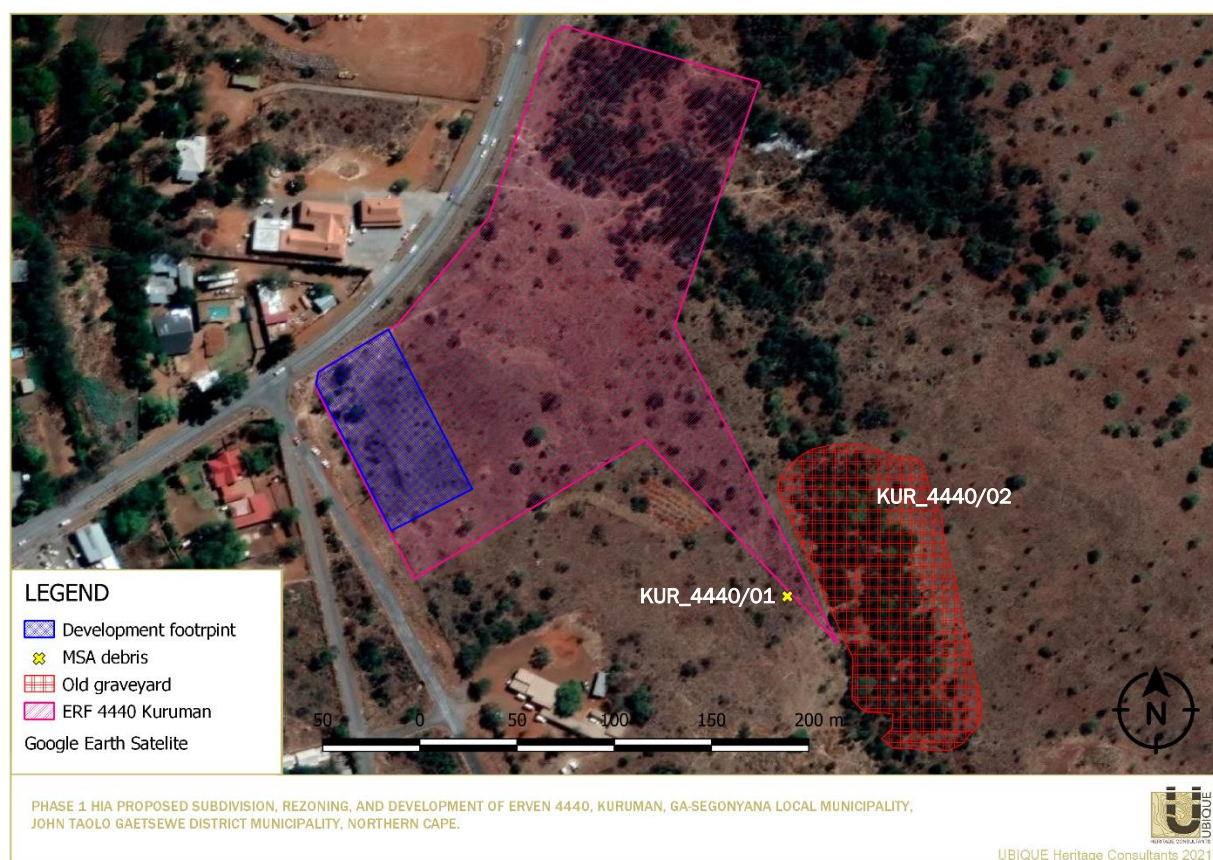 KUR_4440/02
KUR_4440/01
LEGEND
Development footrpint
MSA debris
Old graveyard
ERF 4440 Kuruman
Google Earth Satelite
50 0 50 100 150 200 m
N
PHASE 1 HIA PROPOSED SUBDIVISION, REZONING, AND DEVELOPMENT OF ERVEN 4440, KURUMAN, GA-SEGONYANA LOCAL MUNICIPALITY,
JOHN TAOLO GAETSEWE DISTRICT MUNICIPALITY, NORTHERN CAPE.
UBIQUE
HERITAGE CONSULTANTS
UBIQUE Heritage Consultants 2021